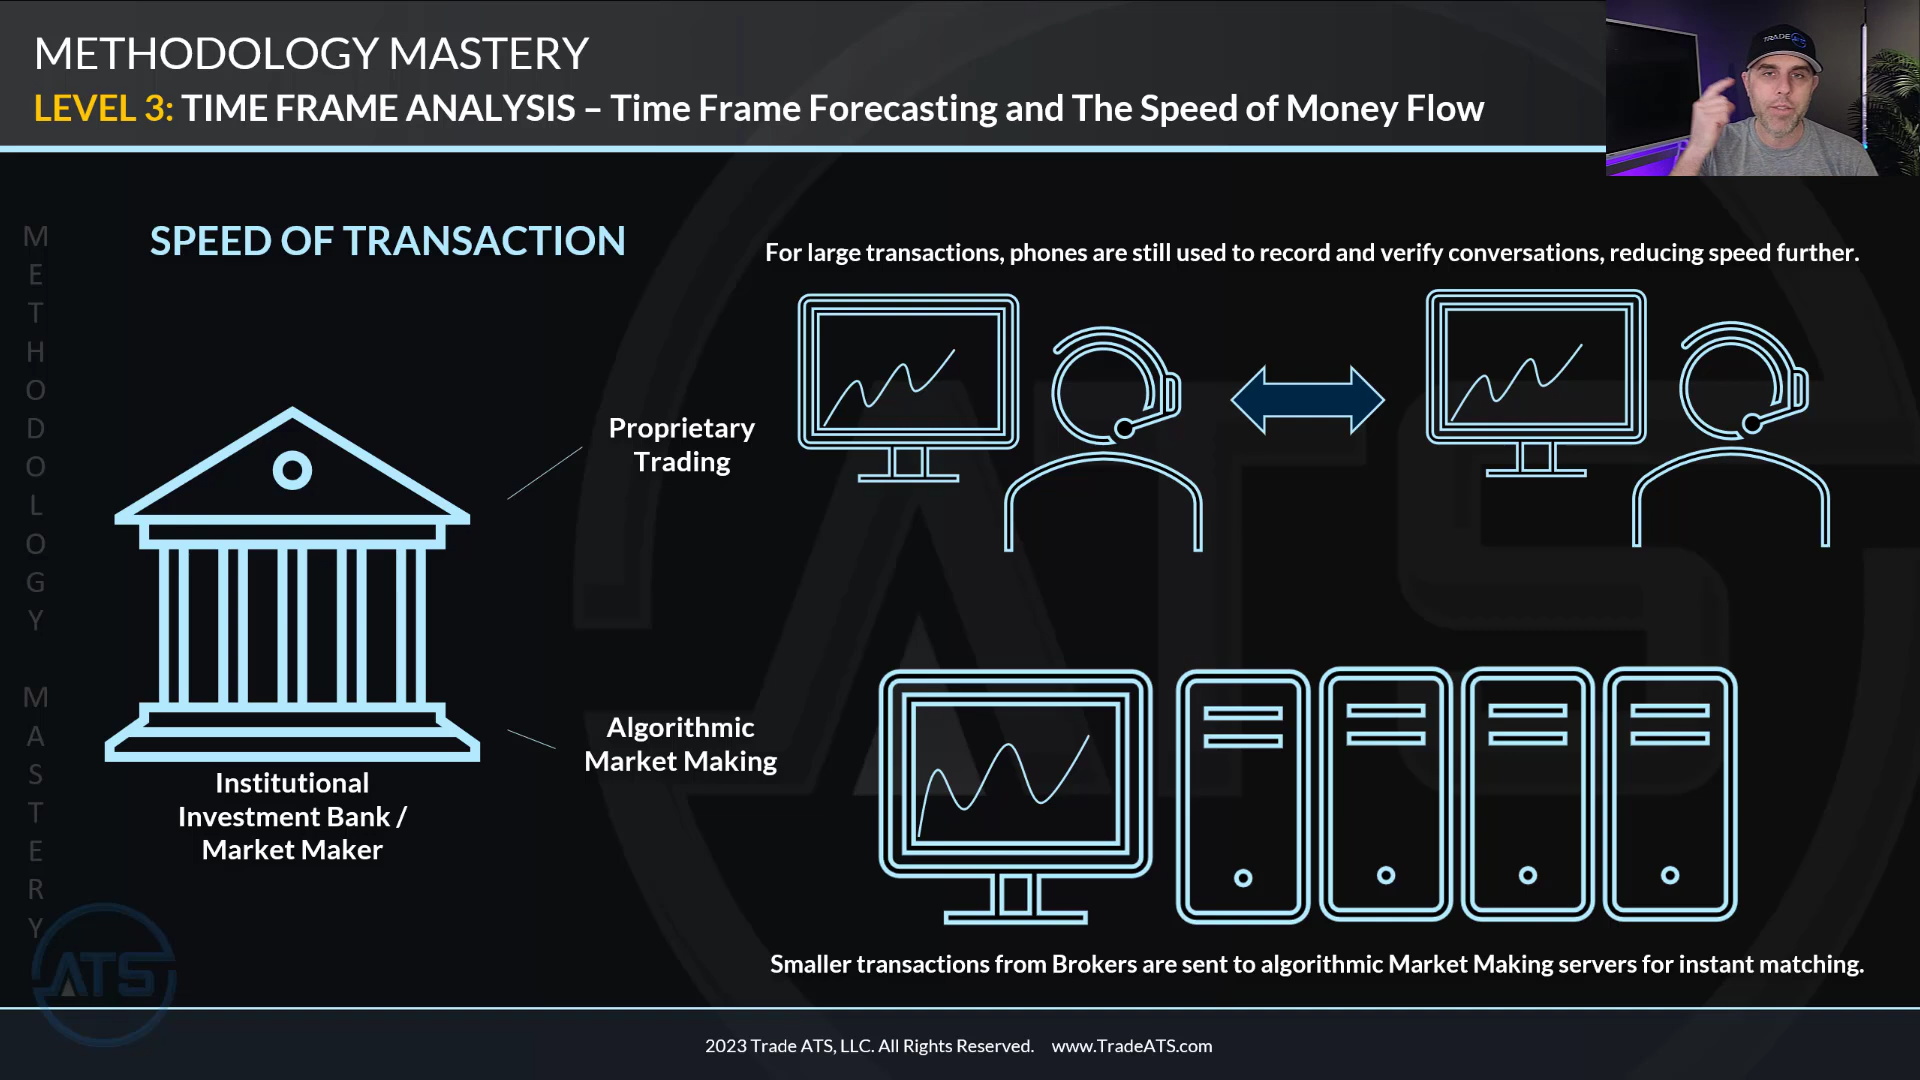 METHODOLOGY MASTERY
LEVEL 3: TIME FRAME ANALYSIS – Time Frame Forecasting and The Speed of Money Flow
TRADE ATS
METHODOLOGY MASTERY
SPEED OF TRANSACTION
For large transactions, phones are still used to record and verify conversations, reducing speed further.
Proprietary
Trading
Algorithmic
Market Making
Institutional
Investment Bank /
Market Maker
Smaller transactions from Brokers are sent to algorithmic Market Making servers for instant matching.
ATS
ATS
2023 Trade ATS, LLC. All Rights Reserved. www.TradeATS.com